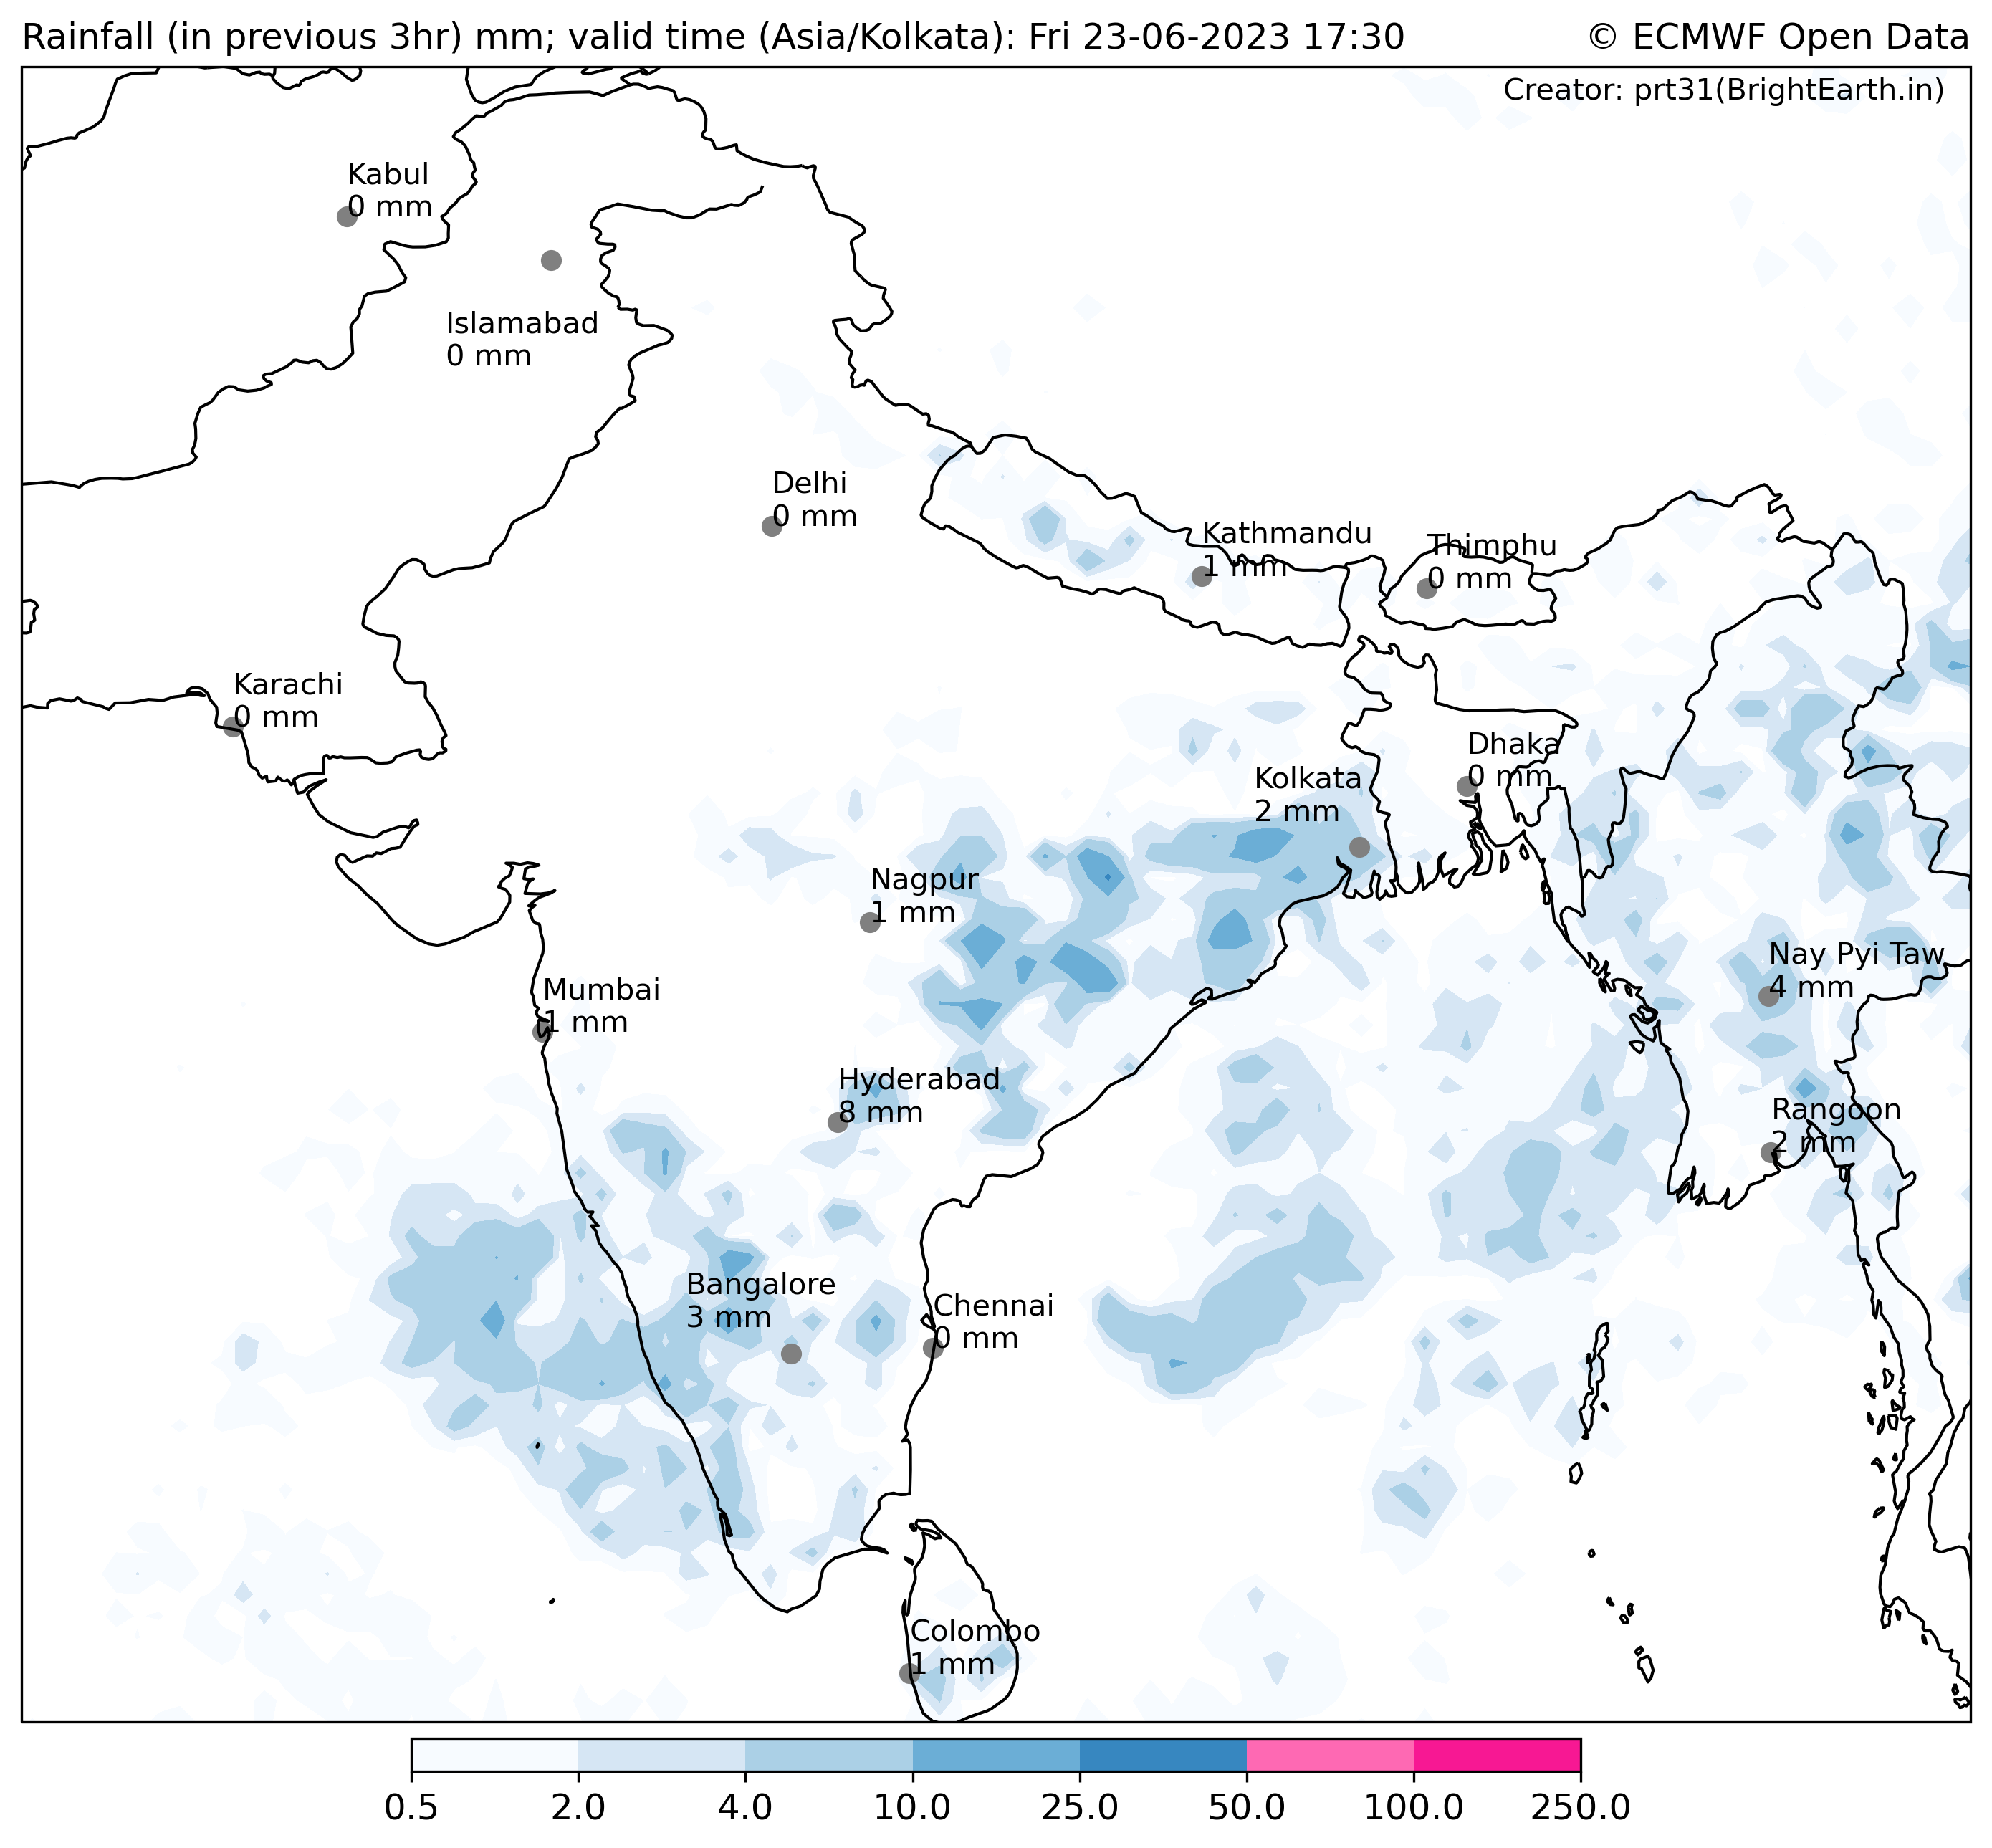 Rainfall (in previous 3hr) mm; valid time (Asia/Kolkata): Fri 23-06-2023 17:30
© ECMWF Open Data
Creator: prt31(BrightEarth.in)
Kabul
0 mm
Islamabad
0 mm
Delhi
0 mm
Kathmandu
1 mm
Thimphu
0 mm
Karachi
0 mm
Dhaka
0 mm
Kolkata
2 mm
Nagpur
1 mm
Nay Pyi Taw
4 mm
Mumbai
1 mm
Hyderabad
8 mm
Rangoon
2 mm
Bangalore
3 mm
Chennai
0 mm
Colombo
1 mm
0.5 2.0 4.0 10.0 25.0 50.0 100.0 250.0